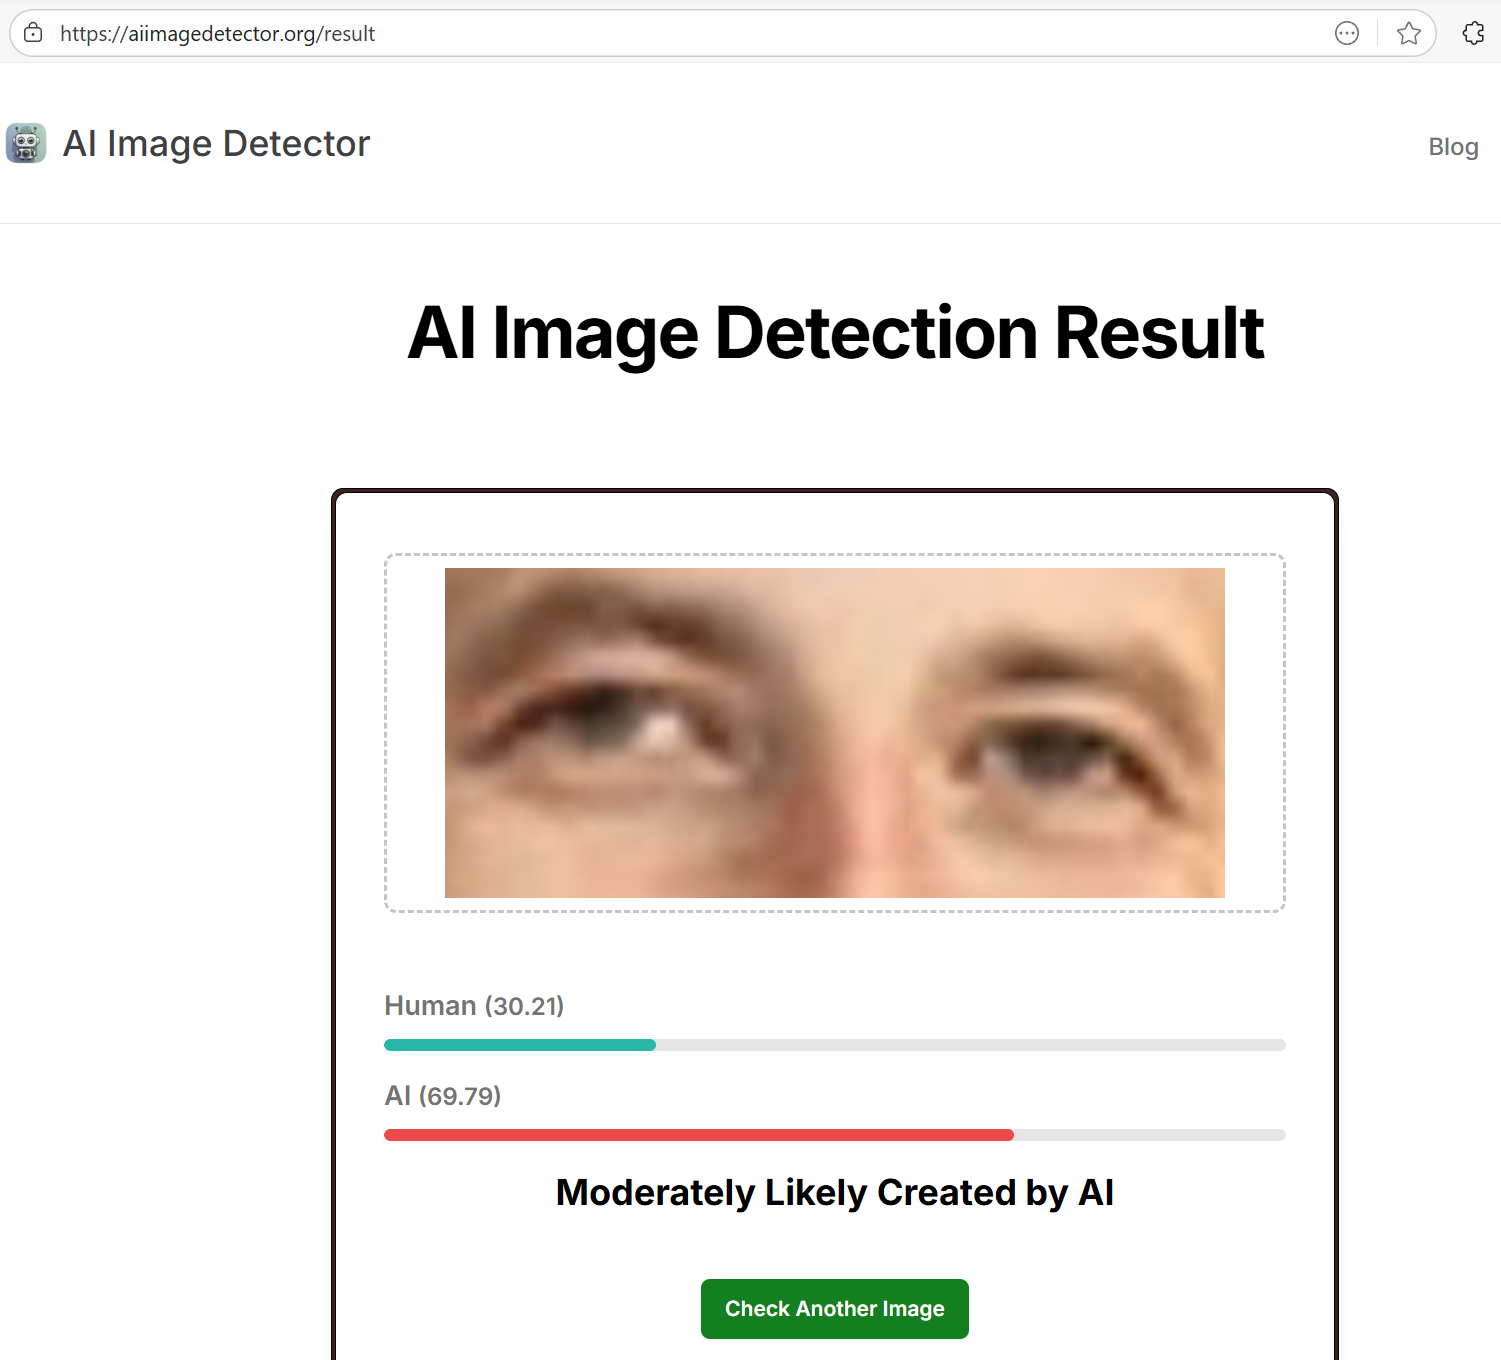 https://aiimagedetector.org/result
AI Image Detector
Blog
AI Image Detection Result
Human (30.21)
AI (69.79)
Moderately Likely Created by AI
Check Another Image